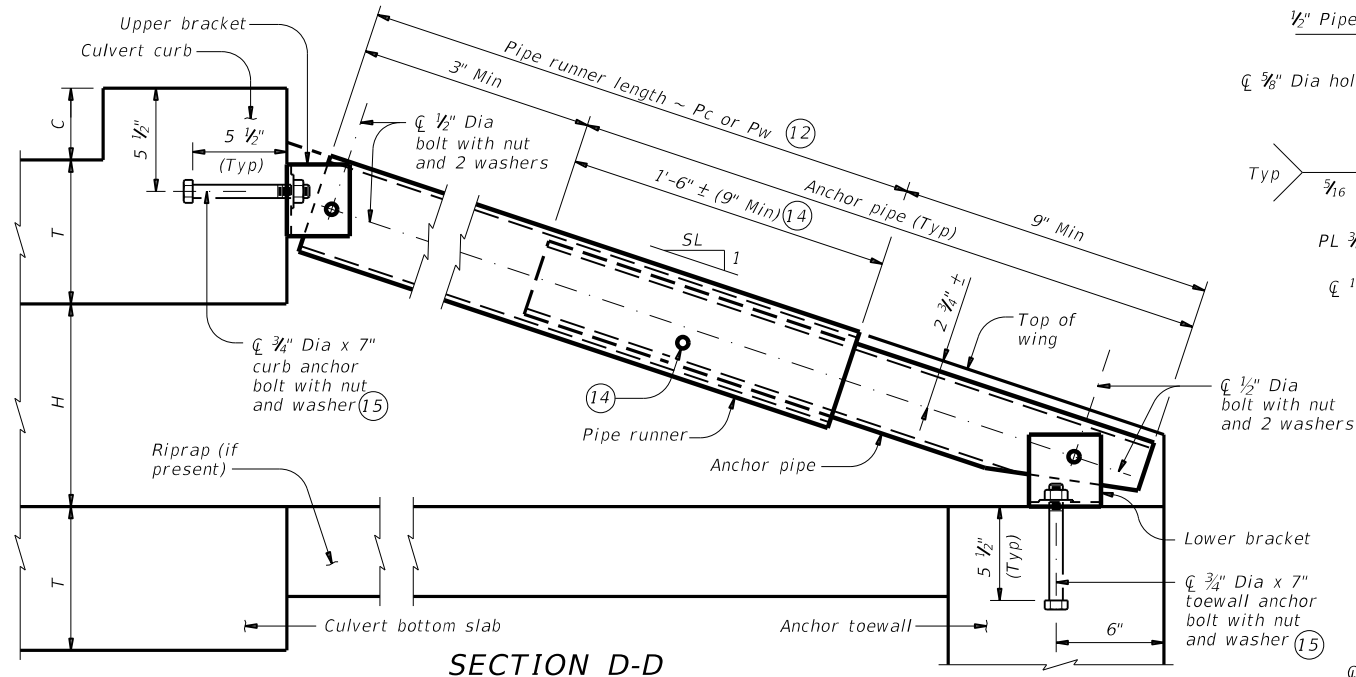 Upper bracket
Culvert curb
C
5 ½"
5 ½"
(Typ)
T
H
T
3" Min
Pipe runner length ~ Pc or Pw 12
Anchor pipe (Typ)
1'-6" ± (9" Min) 14
9" Min
℄ ½" Dia
bolt with nut
and 2 washers
SL
1
2 ¾" ±
Top of
wing
℄ ¾" Dia x 7"
curb anchor
bolt with nut
and washer 15
14
Pipe runner
Anchor pipe
℄ ½" Dia
bolt with nut
and 2 washers
Riprap (if
present)
5 ½"
(Typ)
Lower bracket
℄ ¾" Dia x 7"
toewall anchor
bolt with nut
and washer 15
6"
Culvert bottom slab
Anchor toewall
SECTION D-D
½" Pipe
℄ ⅝" Dia hol
Typ
5/16
PL
℄ 1
℄